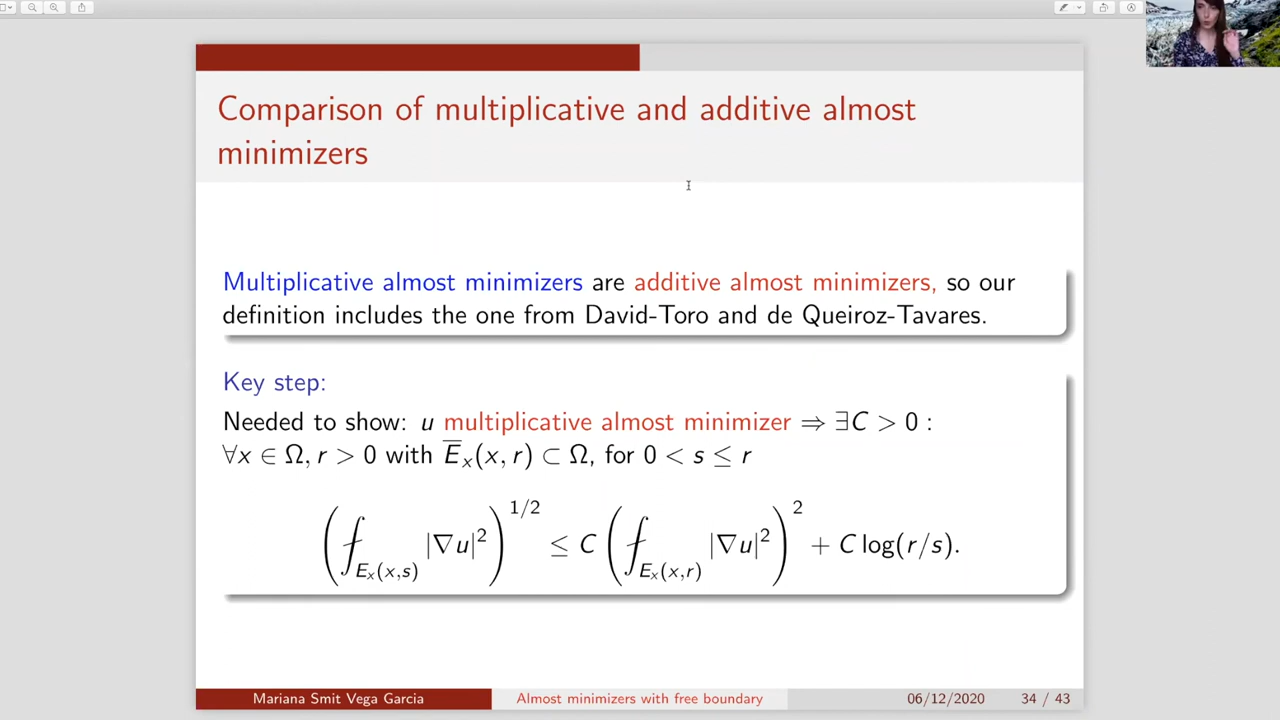 Comparison of multiplicative and additive almost
minimizers
Multiplicative almost minimizers are additive almost minimizers, so our
definition includes the one from David-Toro and de Queiroz-Tavares.
Key step:
Needed to show: u multiplicative almost minimizer ⇒ ∃C > 0 :
∀x ∈ Ω, r > 0 with E̅ₓ(x, r) ⊂ Ω, for 0 < s ≤ r
(⨍_{Eₓ(x,s)} |∇u|²)^{1/2} ≤ C (⨍_{Eₓ(x,r)} |∇u|²)^2 + C log(r/s).
Mariana Smit Vega Garcia Almost minimizers with free boundary 06/12/2020 34 / 43